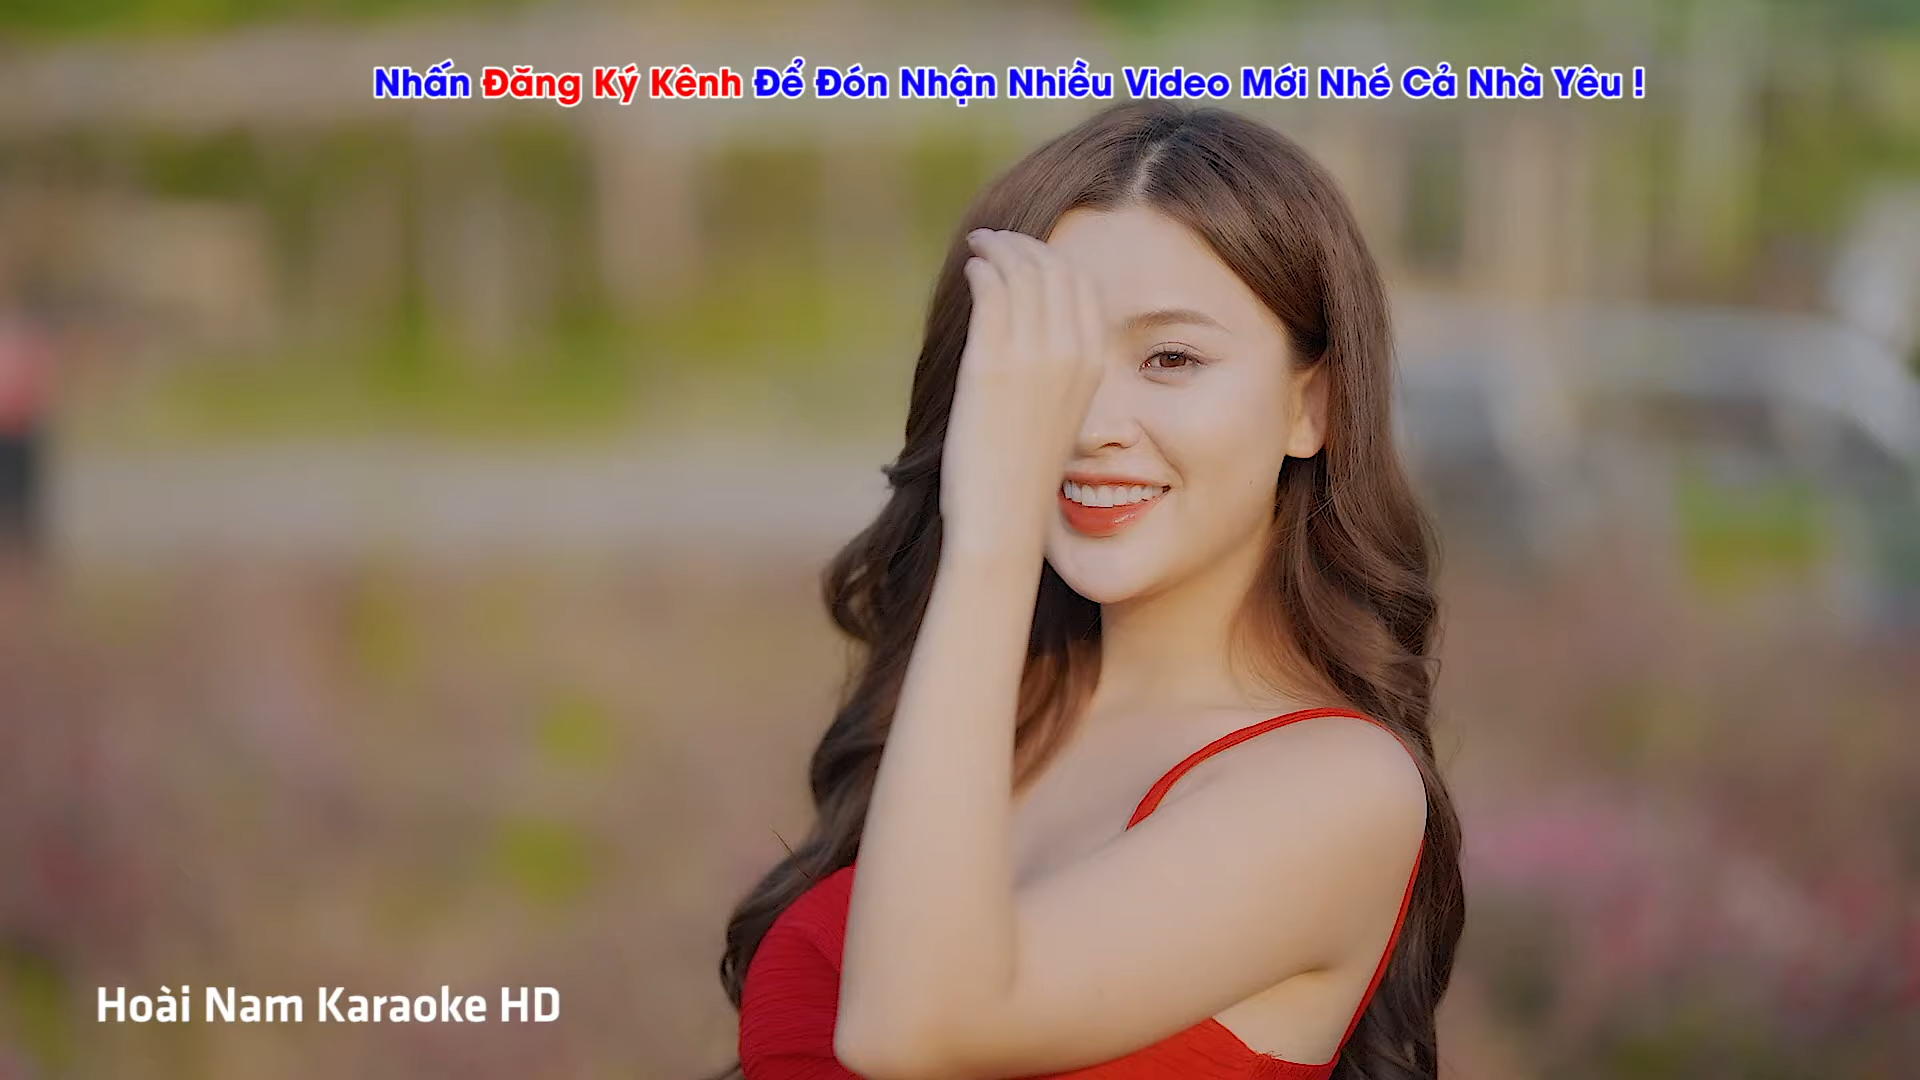 Nhấn Đăng Ký Kênh Để Đón Nhận Nhiều Video Mới Nhé Cả Nhà Yêu !
Hoài Nam Karaoke HD